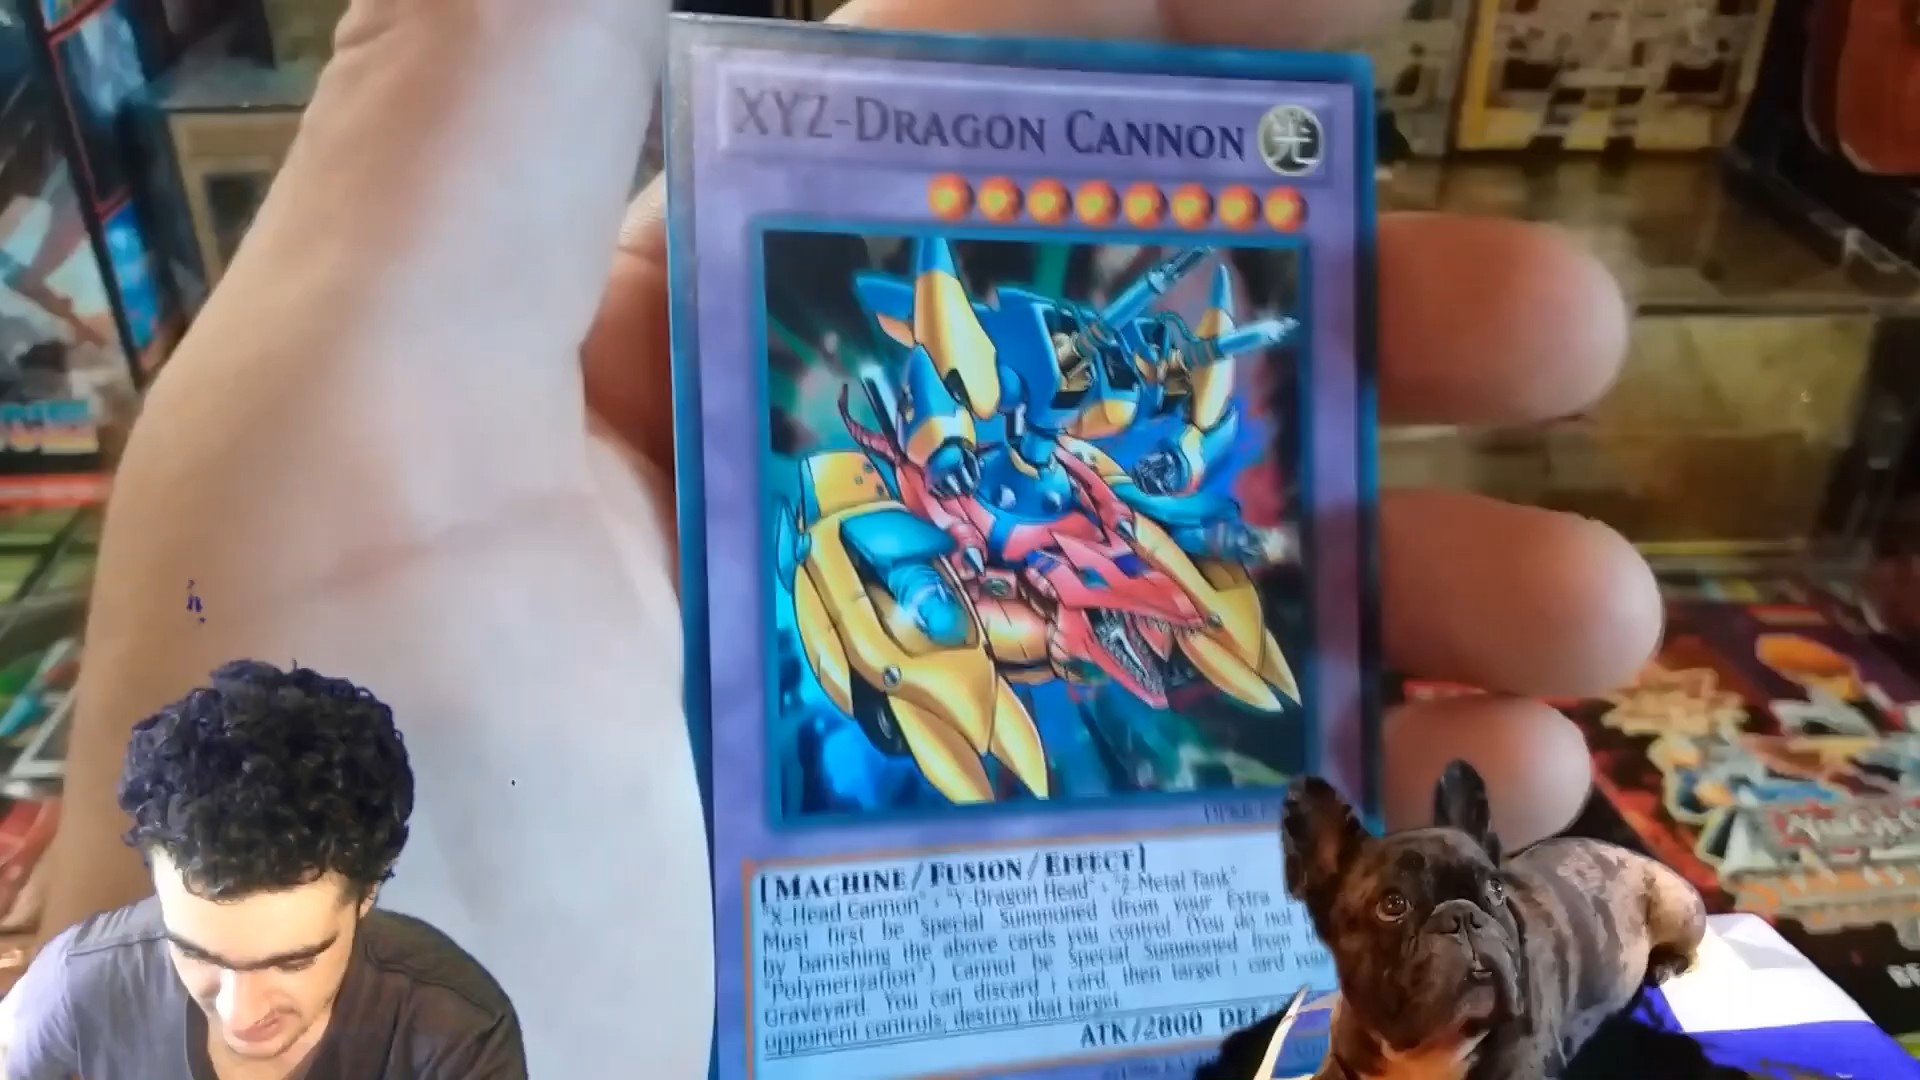 XYZ-DRAGON CANNON
光
[MACHINE/FUSION/EFFECT]
"X-Head Cannon" + "Y-Dragon Head" + "Z-Metal Tank"
Must first be Special Summoned (from your Extra
by banishing the above cards you control. (You do not
"Polymerization".) Cannot be Special Summoned from
Graveyard. You can discard 1 card, then target 1 card you
opponent controls; destroy that target.
ATK/2800 DEF